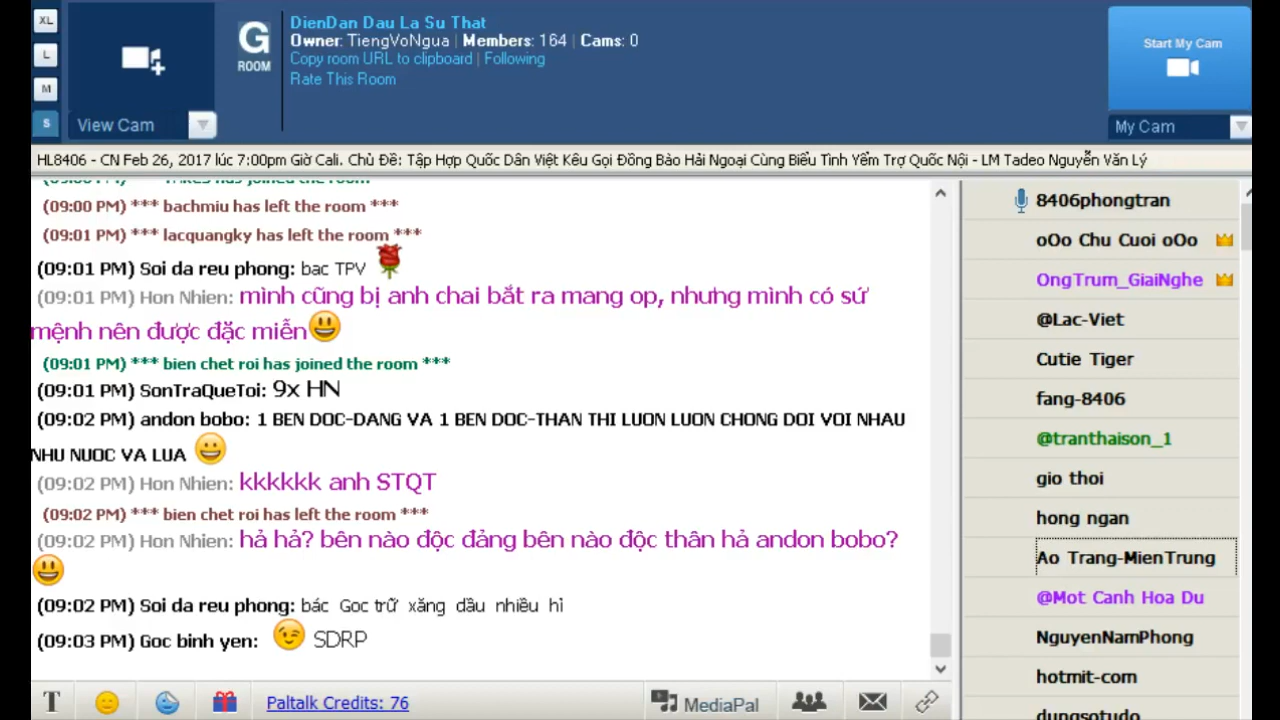 XL
L
M
S
View Cam
G
ROOM
DienDan Dau La Su That
Owner: TiengVoNgua | Members: 164 | Cams: 0
Copy room URL to clipboard | Following
Rate This Room
Start My Cam
My Cam
HL8406 - CN Feb 26, 2017 lúc 7:00pm Giờ Cali. Chủ Đề: Tập Hợp Quốc Dân Việt Kêu Gọi Đồng Bào Hải Ngoại Cùng Biểu Tình Yểm Trợ Quốc Nội - LM Tadeo Nguyễn Văn Lý
has joined the room
(09:00 PM) *** bachmiu has left the room ***
(09:01 PM) *** lacquangky has left the room ***
(09:01 PM) Soi da reu phong: bac TPV
(09:01 PM) Hon Nhien: mình cũng bị anh chai bắt ra mang op, nhưng mình có sứ
mệnh nên được đặc miễn
(09:01 PM) *** bien chet roi has joined the room ***
(09:01 PM) SonTraQueToi: 9x HN
(09:02 PM) andon bobo: 1 BEN DOC-DANG VA 1 BEN DOC-THAN THI LUON LUON CHONG DOI VOI NHAU
NHU NUOC VA LUA
(09:02 PM) Hon Nhien: kkkkkk anh STQT
(09:02 PM) *** bien chet roi has left the room ***
(09:02 PM) Hon Nhien: hả hả? bên nào độc đảng bên nào độc thân hả andon bobo?
(09:02 PM) Soi da reu phong: bác Goc trữ xăng dầu nhiều hỉ
(09:03 PM) Goc binh yen: SDRP
8406phongtran
oOo Chu Cuoi oOo
OngTrum_GiaiNghe
@Lac-Viet
Cutie Tiger
fang-8406
@tranthaison_1
gio thoi
hong ngan
Ao Trang-MienTrung
@Mot Canh Hoa Du
NguyenNamPhong
hotmit-com
dungsotudo
T
Paltalk Credits: 76
MediaPal